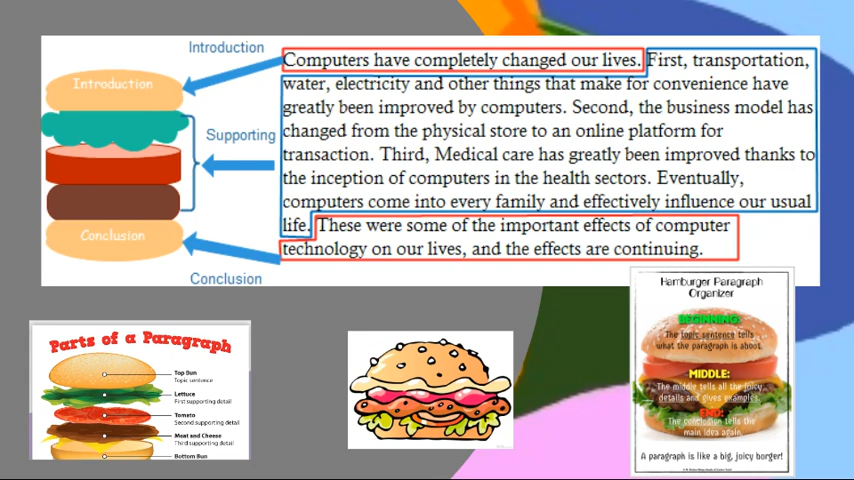 Introduction
Introduction
Supporting
Conclusion
Conclusion
Computers have completely changed our lives. First, transportation,
water, electricity and other things that make for convenience have
greatly been improved by computers. Second, the business model has
changed from the physical store to an online platform for
transaction. Third, Medical care has greatly been improved thanks to
the inception of computers in the health sectors. Eventually,
computers come into every family and effectively influence our usual
life. These were some of the important effects of computer
technology on our lives, and the effects are continuing.
Parts of a Paragraph
Top Bun
Topic sentence
Lettuce
First supporting detail
Tomato
Second supporting detail
Meat and Cheese
Third supporting detail
Bottom Bun
Hamburger Paragraph
Organizer
BEGINNING:
The topic sentence tells
what the paragraph is about.
MIDDLE:
The middle tells all the juicy
details and gives examples.
END:
The conclusion tells the
main idea again.
A paragraph is like a big, joicy borger!